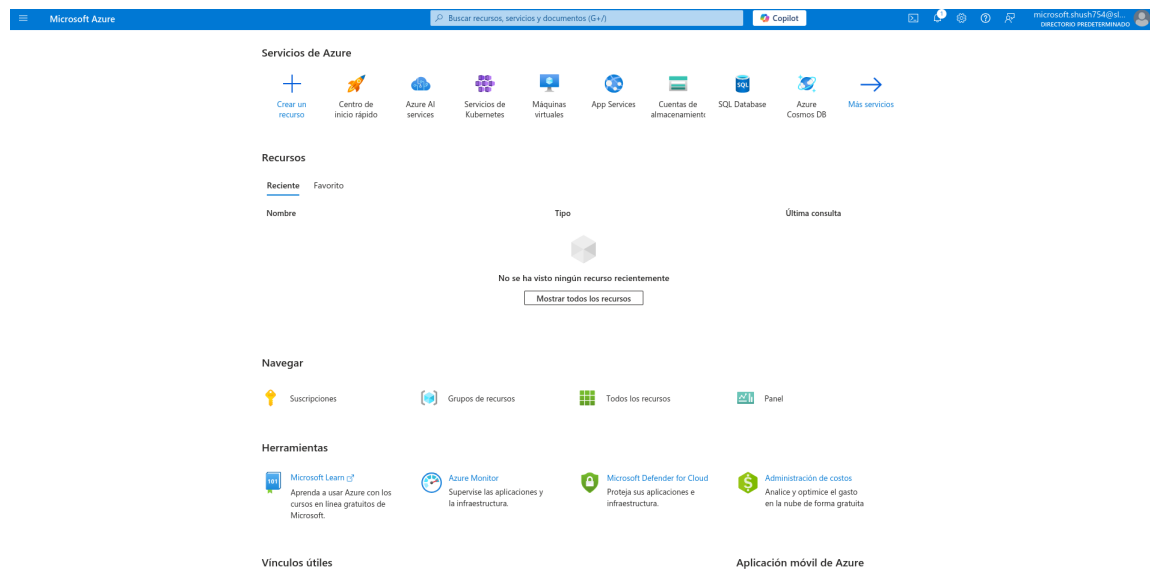 Microsoft Azure
Buscar recursos, servicios y documentos (G+/)
Copilot
microsoft.shush754@sl...
DIRECTORIO PREDETERMINADO
Servicios de Azure
Crear un
recurso
Centro de
inicio rápido
Azure AI
services
Servicios de
Kubernetes
Máquinas
virtuales
App Services
Cuentas de
almacenamiento
SQL Database
Azure
Cosmos DB
Más servicios
Recursos
Reciente Favorito
Nombre Tipo Última consulta
No se ha visto ningún recurso recientemente
Mostrar todos los recursos
Navegar
Suscripciones
Grupos de recursos
Todos los recursos
Panel
Herramientas
Microsoft Learn
Aprenda a usar Azure con los
cursos en línea gratuitos de
Microsoft.
Azure Monitor
Supervise las aplicaciones y
la infraestructura.
Microsoft Defender for Cloud
Proteja sus aplicaciones e
infraestructura.
Administración de costos
Analice y optimice el gasto
en la nube de forma gratuita
Vínculos útiles
Aplicación móvil de Azure